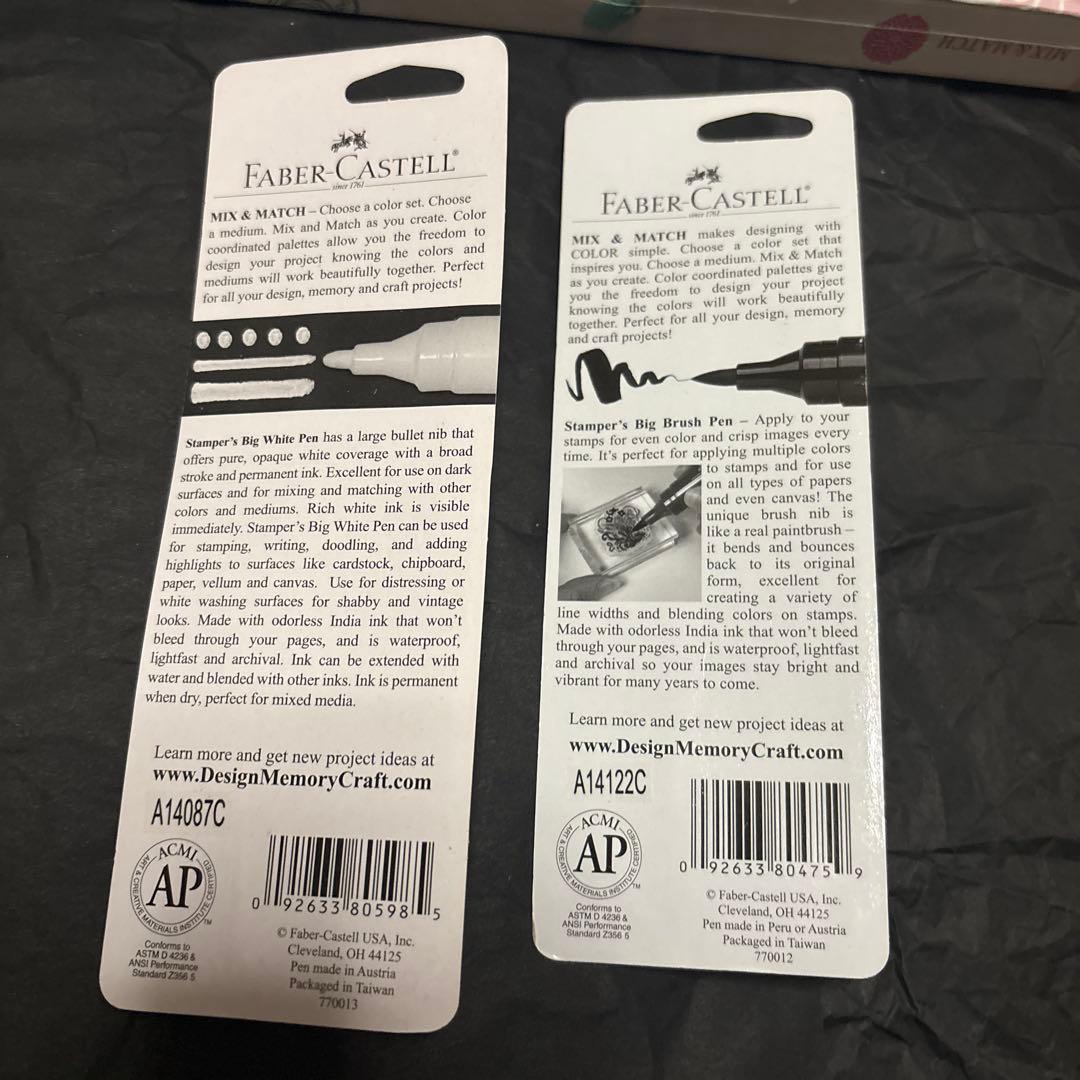 MIX & MATCH
FABER-CASTELL®
since 1761
MIX & MATCH – Choose a color set. Choose
a medium. Mix and Match as you create. Color
coordinated palettes allow you the freedom to
design your project knowing the colors and
mediums will work beautifully together. Perfect
for all your design, memory and craft projects!
Stamper's Big White Pen has a large bullet nib that
offers pure, opaque white coverage with a broad
stroke and permanent ink. Excellent for use on dark
surfaces and for mixing and matching with other
colors and mediums. Rich white ink is visible
immediately. Stamper's Big White Pen can be used
for stamping, writing, doodling, and adding
highlights to surfaces like cardstock, chipboard,
paper, vellum and canvas. Use for distressing or
white washing surfaces for shabby and vintage
looks. Made with odorless India ink that won't
bleed through your pages, and is waterproof,
lightfast and archival. Ink can be extended with
water and blended with other inks. Ink is permanent
when dry, perfect for mixed media.
Learn more and get new project ideas at
www.DesignMemoryCraft.com
A14087C
ACMI
AP
ART & CREATIVE MATERIALS INSTITUTE CERTIFIED
TM
Conforms to
ASTM D 4236 &
ANSI Performance
Standard Z356 5
0 92633 80598 5
© Faber-Castell USA, Inc.
Cleveland, OH 44125
Pen made in Austria
Packaged in Taiwan
770013
FABER-CASTELL®
since 1761
MIX & MATCH makes designing with
COLOR simple. Choose a color set that
inspires you. Choose a medium. Mix & Match
as you create. Color coordinated palettes give
you the freedom to design your project
knowing the colors will work beautifully
together. Perfect for all your design, memory
and craft projects!
Stamper's Big Brush Pen – Apply to your
stamps for even color and crisp images every
time. It's perfect for applying multiple colors
to stamps and for use
on all types of papers
and even canvas! The
unique brush nib is
like a real paintbrush –
it bends and bounces
back to its original
form, excellent for
creating a variety of
line widths and blending colors on stamps.
Made with odorless India ink that won't bleed
through your pages, and is waterproof, lightfast
and archival so your images stay bright and
vibrant for many years to come.
Learn more and get new project ideas at
www.DesignMemoryCraft.com
A14122C
ACMI
AP
ART & CREATIVE MATERIALS INSTITUTE CERTIFIED
TM
Conforms to
ASTM D 4236 &
ANSI Performance
Standard Z356 5
0 92633 80475 9
© Faber-Castell USA, Inc.
Cleveland, OH 44125
Pen made in Peru or Austria
Packaged in Taiwan
770012